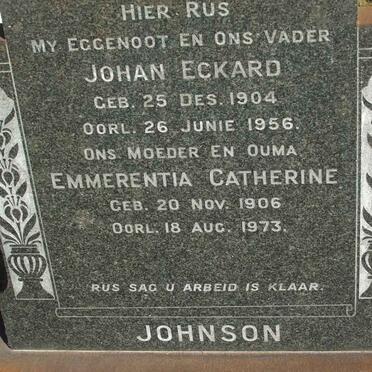 HIER RUS
MY EGGENOOT EN ONS VADER
JOHAN ECKARD
GEB. 25 DES. 1904
OORL. 26 JUNIE 1956.
ONS MOEDER EN OUMA
EMMERENTIA CATHERINE
GEB. 20 NOV. 1906
OORL. 18 AUG. 1973.
RUS SAG U ARBEID IS KLAAR.
JOHNSON